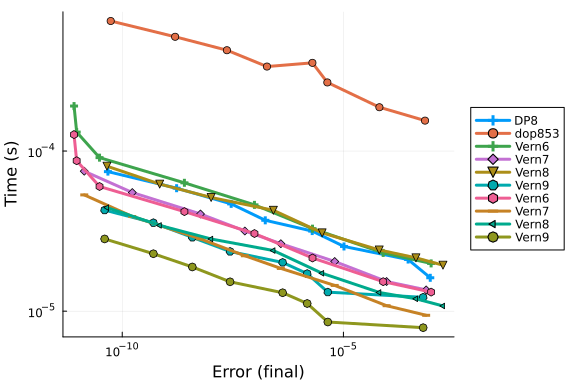 Time (s)
10⁻⁴
10⁻⁵
10⁻¹⁰
10⁻⁵
Error (final)
DP8
dop853
Vern6
Vern7
Vern8
Vern9
Vern6
Vern7
Vern8
Vern9